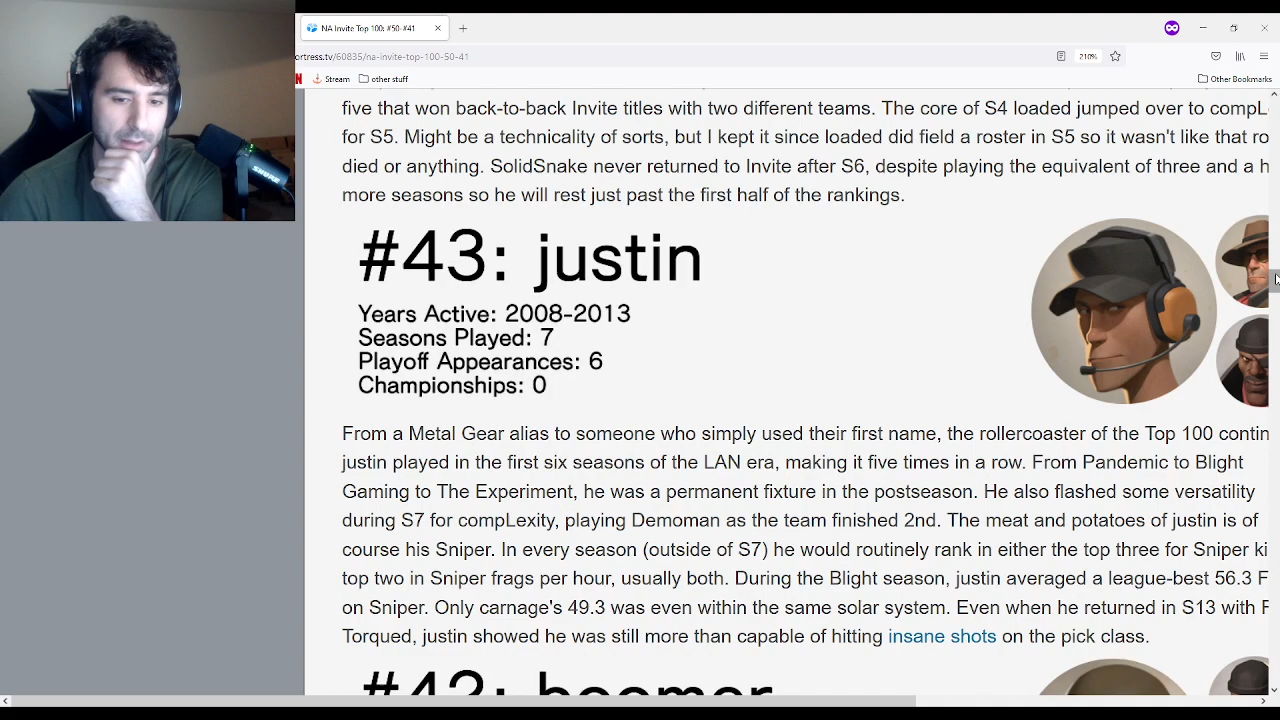 NA Invite Top 100: #50-#41
ortress.tv/60835/na-invite-top-100-50-41
210%
Stream
other stuff
Other Bookmarks
five that won back-to-back Invite titles with two different teams. The core of S4 loaded jumped over to compL
for S5. Might be a technicality of sorts, but I kept it since loaded did field a roster in S5 so it wasn't like that ro
died or anything. SolidSnake never returned to Invite after S6, despite playing the equivalent of three and a h
more seasons so he will rest just past the first half of the rankings.
#43: justin
Years Active: 2008-2013
Seasons Played: 7
Playoff Appearances: 6
Championships: 0
From a Metal Gear alias to someone who simply used their first name, the rollercoaster of the Top 100 contin
justin played in the first six seasons of the LAN era, making it five times in a row. From Pandemic to Blight
Gaming to The Experiment, he was a permanent fixture in the postseason. He also flashed some versatility
during S7 for compLexity, playing Demoman as the team finished 2nd. The meat and potatoes of justin is of
course his Sniper. In every season (outside of S7) he would routinely rank in either the top three for Sniper ki
top two in Sniper frags per hour, usually both. During the Blight season, justin averaged a league-best 56.3 F
on Sniper. Only carnage's 49.3 was even within the same solar system. Even when he returned in S13 with F
Torqued, justin showed he was still more than capable of hitting insane shots on the pick class.
#42: boomer
SHURE